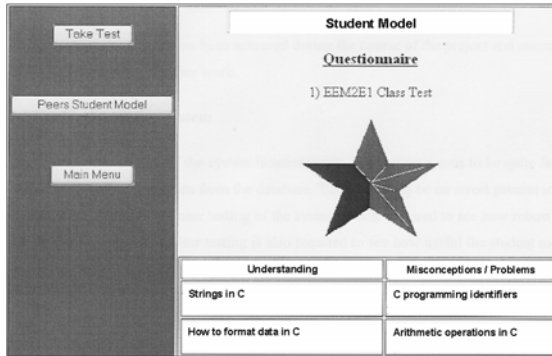 Take Test
Peers Student Model
Main Menu
Student Model
Questionnaire
1) EEM2E1 Class Test
Understanding
Misconceptions / Problems
Strings in C
C programming identifiers
How to format data in C
Arithmetic operations in C